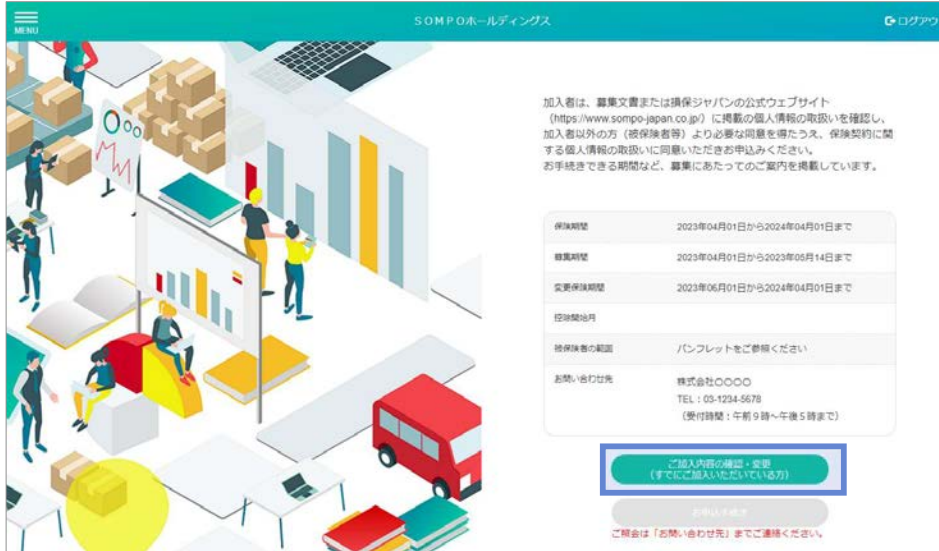 MENU
SOMPOホールディングス
ログアウ
加入者は、募集文書または損保ジャパンの公式ウェブサイト
（https://www.sompo-japan.co.jp/）に掲載の個人情報の取扱いを確認し、
加入者以外の方（被保険者等）より必要な同意を得たうえ、保険契約に関
する個人情報の取扱いに同意いただきお申込みください。
お手続きできる期間など、募集にあたってのご案内を掲載しています。
保険期間 2023年04月01日から2024年04月01日まで
募集期間 2023年04月01日から2023年05月14日まで
変更保険期間 2023年06月01日から2024年04月01日まで
控除開始月
被保険者の範囲 パンフレットをご参照ください
お問い合わせ先 株式会社〇〇〇〇
TEL：03-1234-5678
（受付時間：午前９時～午後５時まで）
ご加入内容の確認・変更
（すでにご加入いただいている方）
お申込手続き
ご照会は「お問い合わせ先」までご連絡ください。